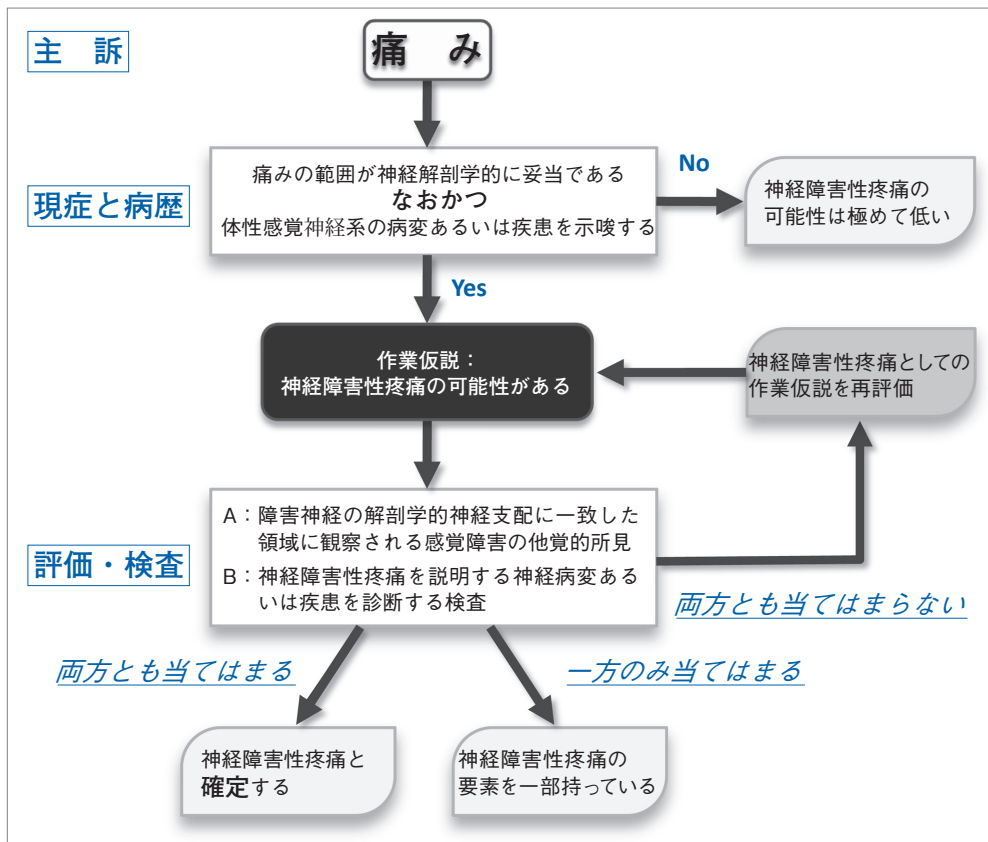 主 訴
痛 み
現症と病歴
痛みの範囲が神経解剖学的に妥当である
なおかつ
体性感覚神経系の病変あるいは疾患を示唆する
No
神経障害性疼痛の
可能性は極めて低い
Yes
作業仮説：
神経障害性疼痛の可能性がある
神経障害性疼痛としての
作業仮説を再評価
評価・検査
A：障害神経の解剖学的神経支配に一致した
領域に観察される感覚障害の他覚的所見
B：神経障害性疼痛を説明する神経病変ある
いは疾患を診断する検査
両方とも当てはまらない
両方とも当てはまる
一方のみ当てはまる
神経障害性疼痛と
確定する
神経障害性疼痛の
要素を一部持っている